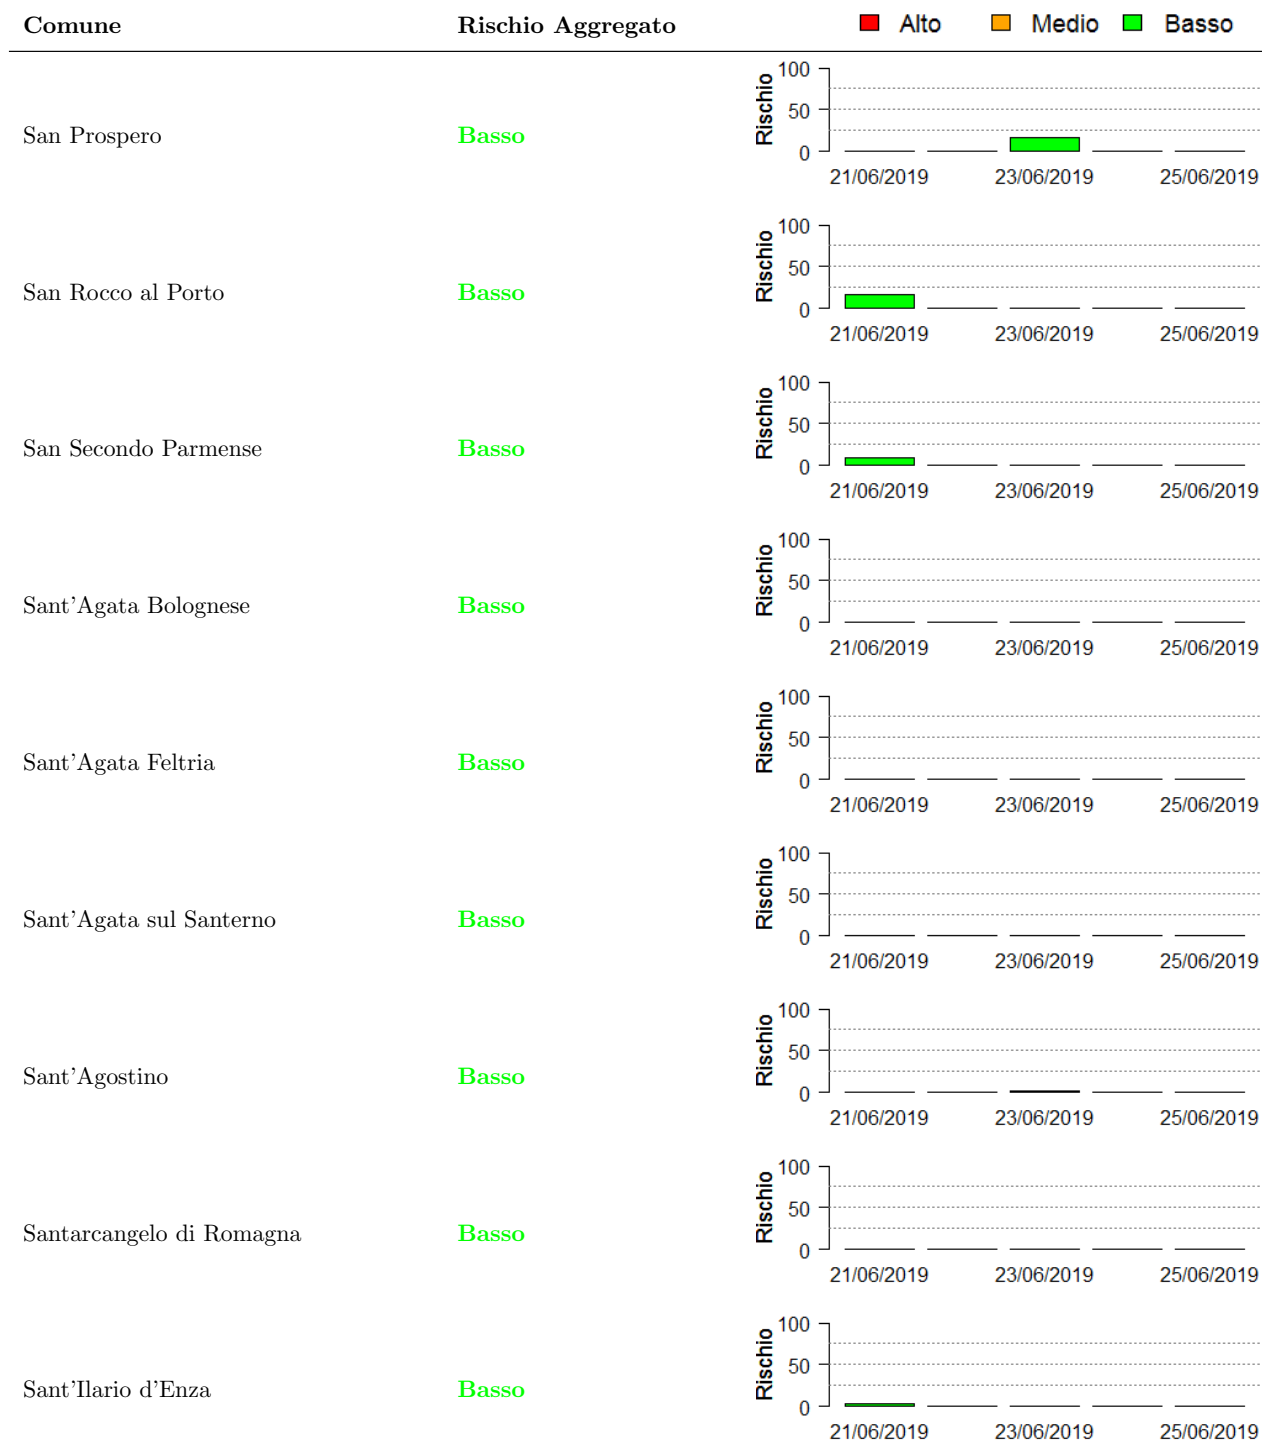 Comune Rischio Aggregato Alto Medio Basso
San Prospero Basso
Rischio
100
50
0
21/06/2019 23/06/2019 25/06/2019
San Rocco al Porto Basso
Rischio
100
50
0
21/06/2019 23/06/2019 25/06/2019
San Secondo Parmense Basso
Rischio
100
50
0
21/06/2019 23/06/2019 25/06/2019
Sant'Agata Bolognese Basso
Rischio
100
50
0
21/06/2019 23/06/2019 25/06/2019
Sant'Agata Feltria Basso
Rischio
100
50
0
21/06/2019 23/06/2019 25/06/2019
Sant'Agata sul Santerno Basso
Rischio
100
50
0
21/06/2019 23/06/2019 25/06/2019
Sant'Agostino Basso
Rischio
100
50
0
21/06/2019 23/06/2019 25/06/2019
Santarcangelo di Romagna Basso
Rischio
100
50
0
21/06/2019 23/06/2019 25/06/2019
Sant'Ilario d'Enza Basso
Rischio
100
50
0
21/06/2019 23/06/2019 25/06/2019